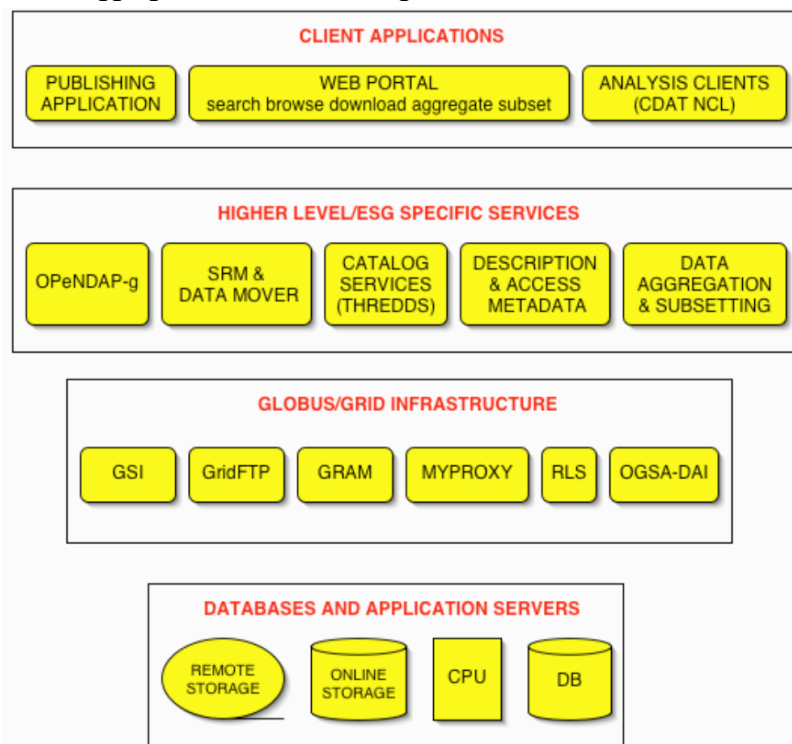 CLIENT APPLICATIONS
PUBLISHING
APPLICATION
WEB PORTAL
search browse download aggregate subset
ANALYSIS CLIENTS
(CDAT NCL)
HIGHER LEVEL/ESG SPECIFIC SERVICES
OPeNDAP-g
SRM &
DATA MOVER
CATALOG
SERVICES
(THREDDS)
DESCRIPTION
& ACCESS
METADATA
DATA
AGGREGATION
& SUBSETTING
GLOBUS/GRID INFRASTRUCTURE
GSI
GridFTP
GRAM
MYPROXY
RLS
OGSA-DAI
DATABASES AND APPLICATION SERVERS
REMOTE
STORAGE
ONLINE
STORAGE
CPU
DB